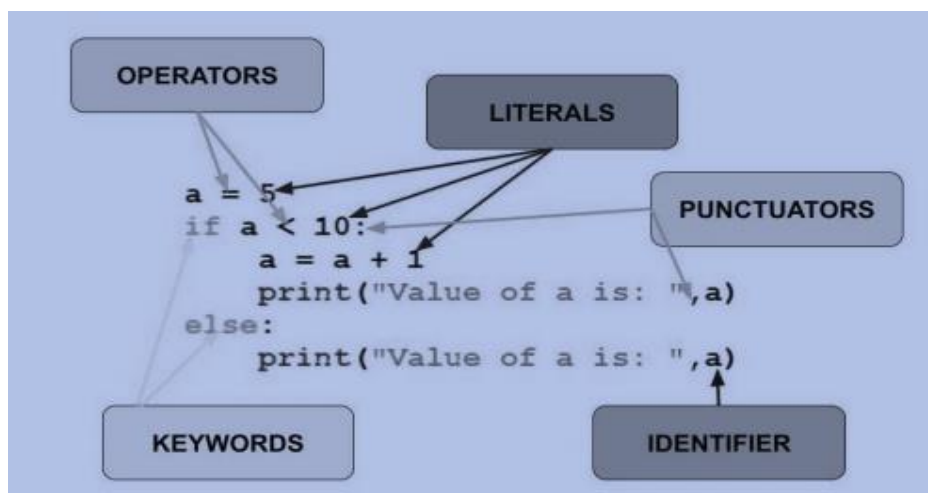 OPERATORS
LITERALS
PUNCTUATORS
a = 5
if a < 10:
a = a + 1
print("Value of a is: ",a)
else:
print("Value of a is: ",a)
KEYWORDS
IDENTIFIER